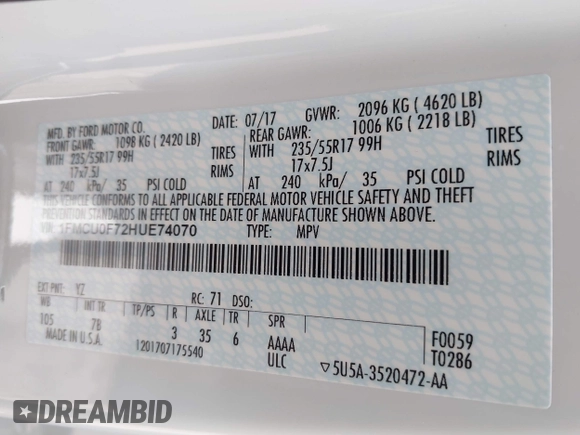 MFD. BY FORD MOTOR CO.
DATE: 07/17 GVWR: 2096 KG ( 4620 LB)
FRONT GAWR: 1098 KG ( 2420 LB)
REAR GAWR: 1006 KG ( 2218 LB)
WITH 235/55R17 99H TIRES
WITH 235/55R17 99H TIRES
17x7.5J RIMS
17x7.5J RIMS
AT 240 kPa/ 35 PSI COLD
AT 240 kPa/ 35 PSI COLD
THIS VEHICLE CONFORMS TO ALL APPLICABLE FEDERAL MOTOR VEHICLE SAFETY AND THEFT
PREVENTION STANDARDS IN EFFECT ON THE DATE OF MANUFACTURE SHOWN ABOVE.
VIN: 1FMCU0F72HUE74070 TYPE: MPV
EXT PNT: YZ RC: 71 DSO:
WB INT TR TP/PS R AXLE TR SPR
105 7B 3 35 6 AAAA F0059
1201707175540 ULC T0286
▽5U5A-3520472-AA
DREAMBID